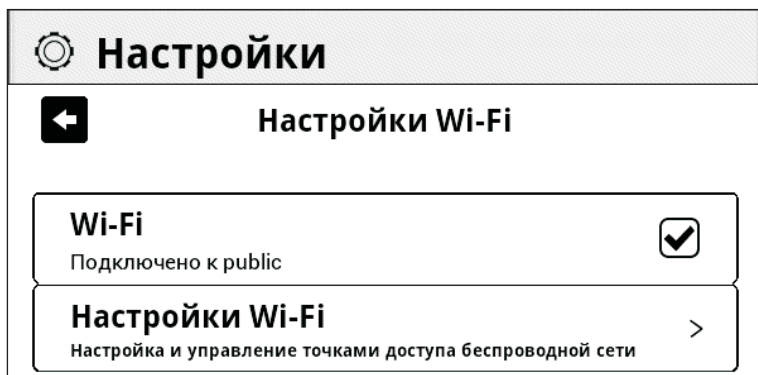 Настройки
Настройки Wi-Fi
Wi-Fi
Подключено к public
Настройки Wi-Fi
Настройка и управление точками доступа беспроводной сети